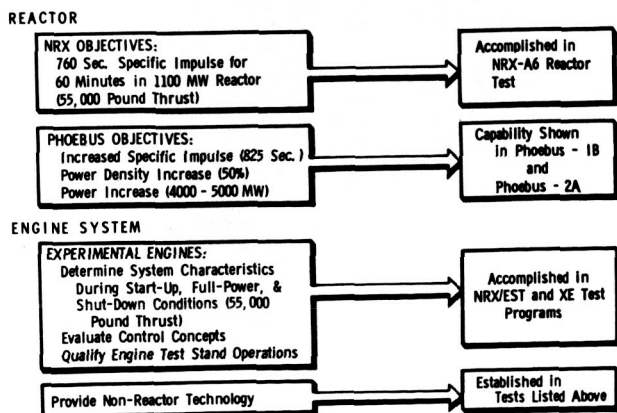 REACTOR
NRX OBJECTIVES:
760 Sec. Specific Impulse for
60 Minutes in 1100 MW Reactor
(55,000 Pound Thrust)
Accomplished in
NRX-A6 Reactor
Test
PHOEBUS OBJECTIVES:
Increased Specific Impulse (825 Sec.)
Power Density Increase (50%)
Power Increase (4000 - 5000 MW)
Capability Shown
in Phoebus - 1B
and
Phoebus - 2A
ENGINE SYSTEM
EXPERIMENTAL ENGINES:
Determine System Characteristics
During Start-Up, Full-Power, &
Shut-Down Conditions (55,000
Pound Thrust)
Evaluate Control Concepts
Qualify Engine Test Stand Operations
Accomplished in
NRX/EST and XE Test
Programs
Provide Non-Reactor Technology
Established in
Tests Listed Above